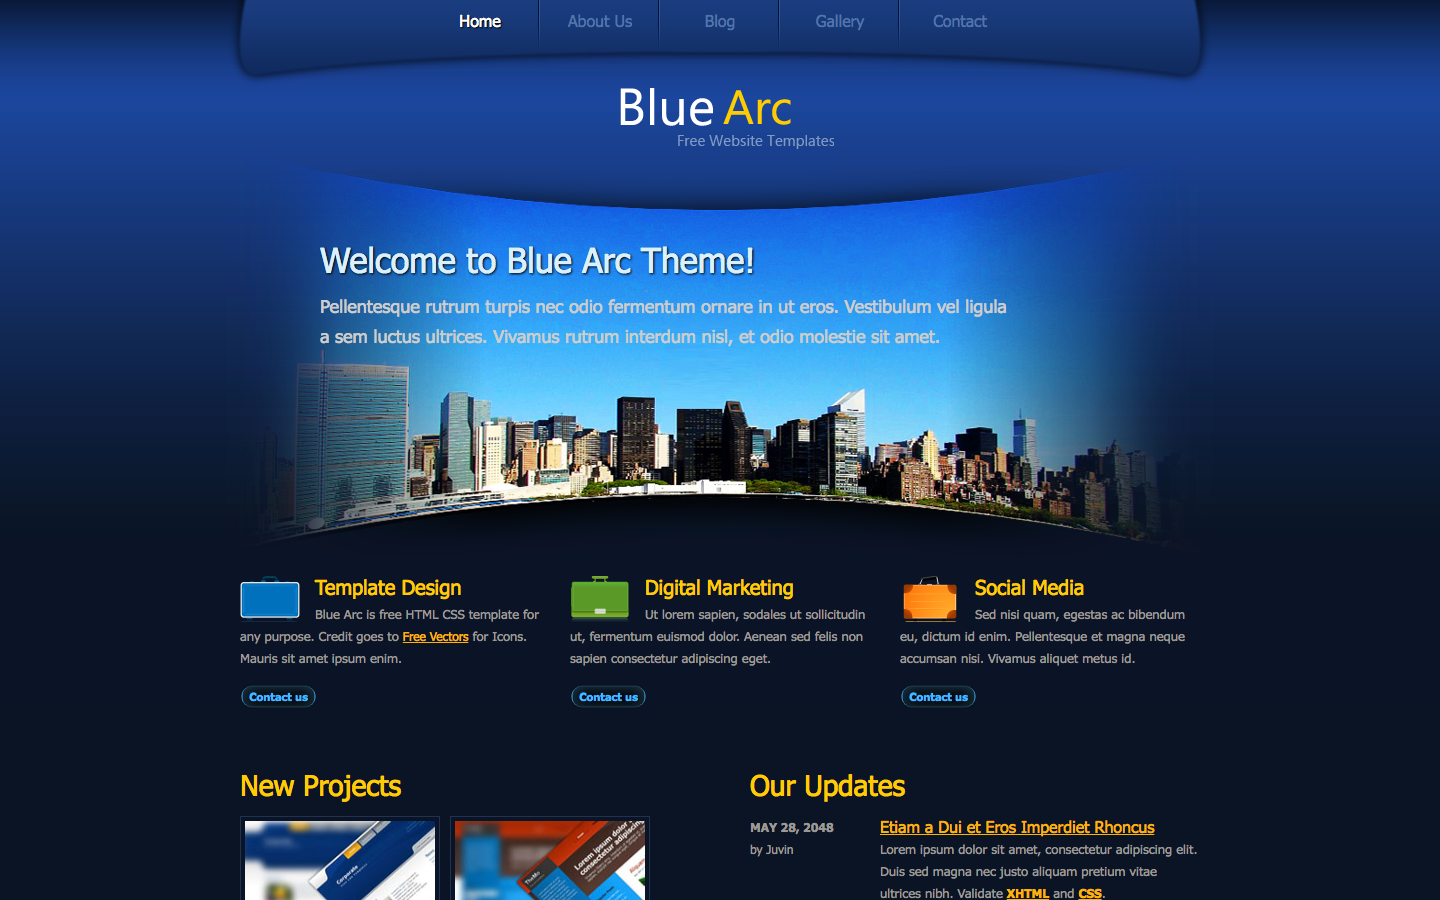 Home
About Us
Blog
Gallery
Contact
Blue Arc
Free Website Templates
Welcome to Blue Arc Theme!
Pellentesque rutrum turpis nec odio fermentum ornare in ut eros. Vestibulum vel ligula
a sem luctus ultrices. Vivamus rutrum interdum nisl, et odio molestie sit amet.
Template Design
Blue Arc is free HTML CSS template for
any purpose. Credit goes to Free Vectors for Icons.
Mauris sit amet ipsum enim.
Contact us
Digital Marketing
Ut lorem sapien, sodales ut sollicitudin
ut, fermentum euismod dolor. Aenean sed felis non
sapien consectetur adipiscing eget.
Contact us
Social Media
Sed nisi quam, egestas ac bibendum
eu, dictum id enim. Pellentesque et magna neque
accumsan nisi. Vivamus aliquet metus id.
Contact us
New Projects
Corporate
Lorem ipsum dolor
consectetur adipiscing
Our Updates
MAY 28, 2048
by Juvin
Etiam a Dui et Eros Imperdiet Rhoncus
Lorem ipsum dolor sit amet, consectetur adipiscing elit.
Duis sed magna nec justo aliquam pretium vitae
ultrices nibh. Validate XHTML and CSS.